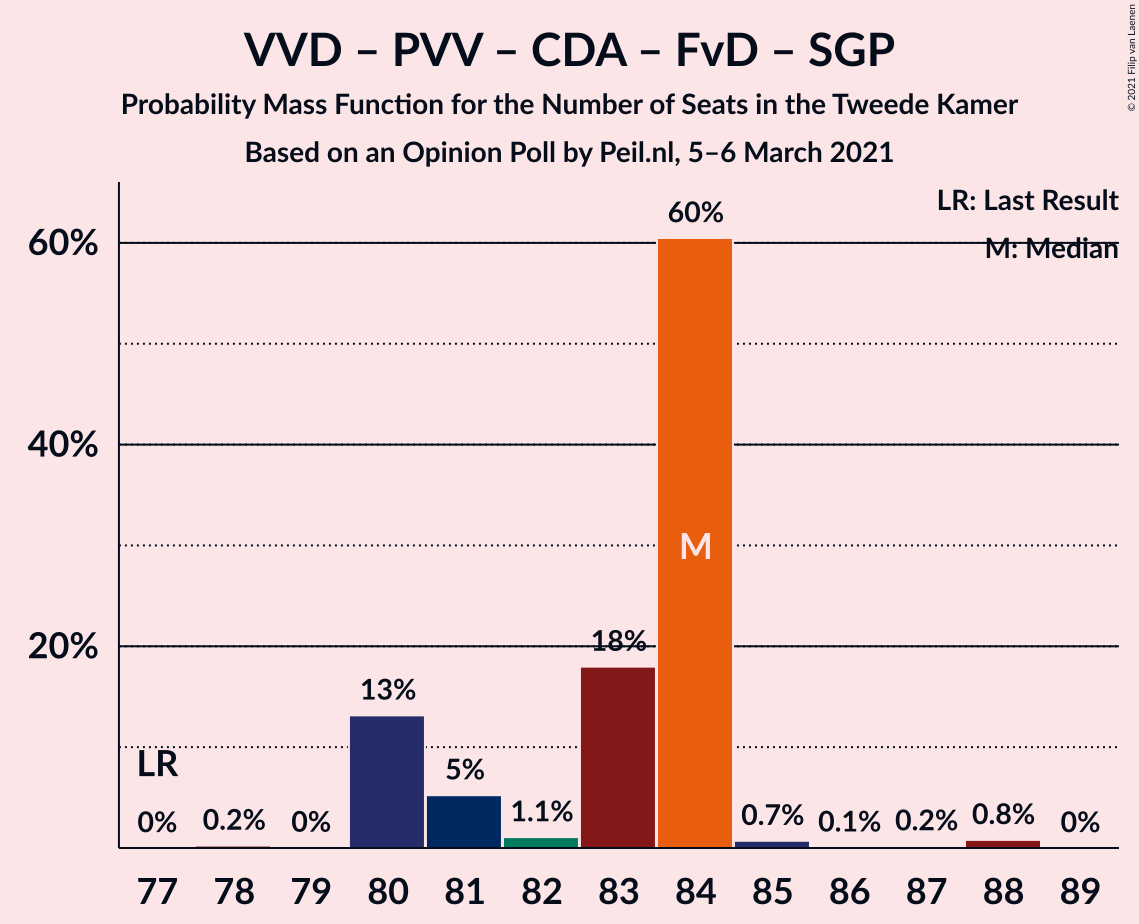 VVD – PVV – CDA – FvD – SGP
Probability Mass Function for the Number of Seats in the Tweede Kamer
Based on an Opinion Poll by Peil.nl, 5–6 March 2021
© 2021 Filip van Laenen
LR: Last Result
M: Median
60%
40%
20%
LR
0%
0.2%
0%
13%
5%
1.1%
18%
60%
M
0.7%
0.1%
0.2%
0.8%
0%
77 78 79 80 81 82 83 84 85 86 87 88 89